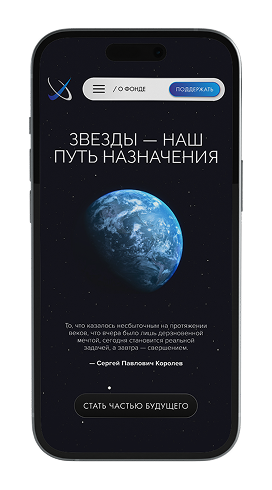 / О ФОНДЕ
ПОДДЕРЖАТЬ
ЗВЕЗДЫ — НАШ
ПУТЬ НАЗНАЧЕНИЯ
То, что казалось несбыточным на протяжении
веков, что вчера было лишь дерзновенной
мечтой, сегодня становится реальной
задачей, а завтра — свершением.
— Сергей Павлович Королев
СТАТЬ ЧАСТЬЮ БУДУЩЕГО